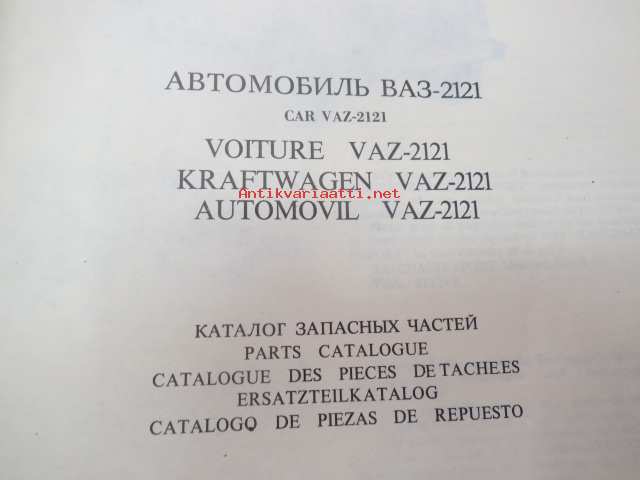 АВТОМОБИЛЬ ВАЗ-2121
CAR VAZ-2121
VOITURE VAZ-2121
KRAFTWAGEN VAZ-2121
Antikvariaatti.net
AUTOMOVIL VAZ-2121
КАТАЛОГ ЗАПАСНЫХ ЧАСТЕЙ
PARTS CATALOGUE
CATALOGUE DES PIECES DETACHEES
ERSATZTEILKATALOG
CATALOGO DE PIEZAS DE REPUESTO